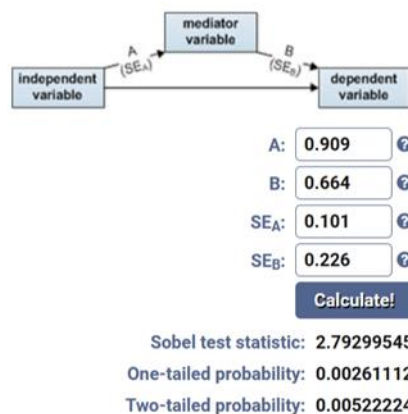 mediator
variable
A
(SEA)
B
(SEB)
independent
variable
dependent
variable
A: 0.909 ?
B: 0.664 ?
SEA: 0.101 ?
SEB: 0.226 ?
Calculate!
Sobel test statistic: 2.79299545
One-tailed probability: 0.00261112
Two-tailed probability: 0.00522224